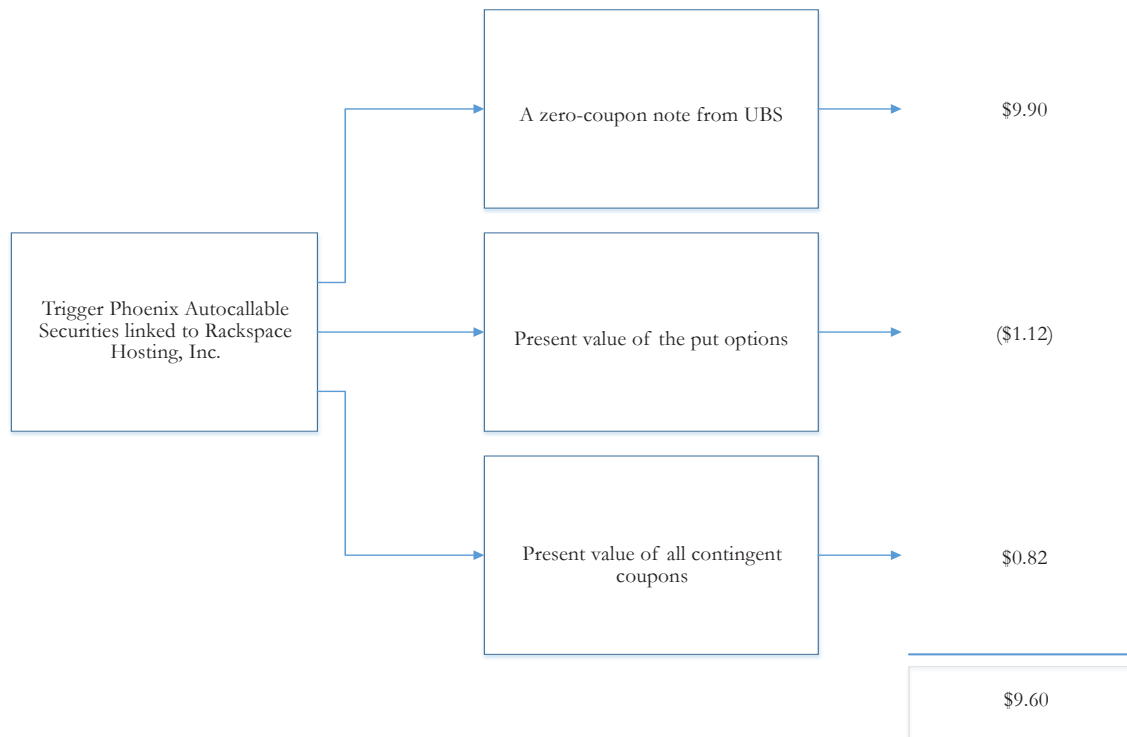 A zero-coupon note from UBS
$9.90
Trigger Phoenix Autocallable
Securities linked to Rackspace
Hosting, Inc.
Present value of the put options
($1.12)
Present value of all contingent
coupons
$0.82
$9.60